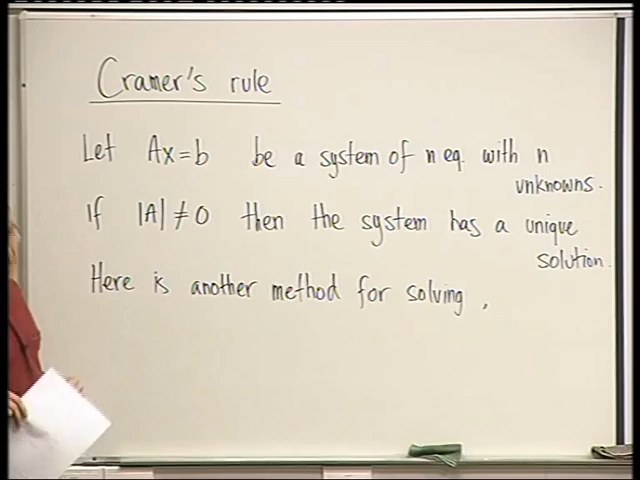 Cramer's rule
Let Ax=b be a system of n eq. with n
unknowns.
If |A| ≠ 0 then the system has a unique
solution.
Here is another method for solving.